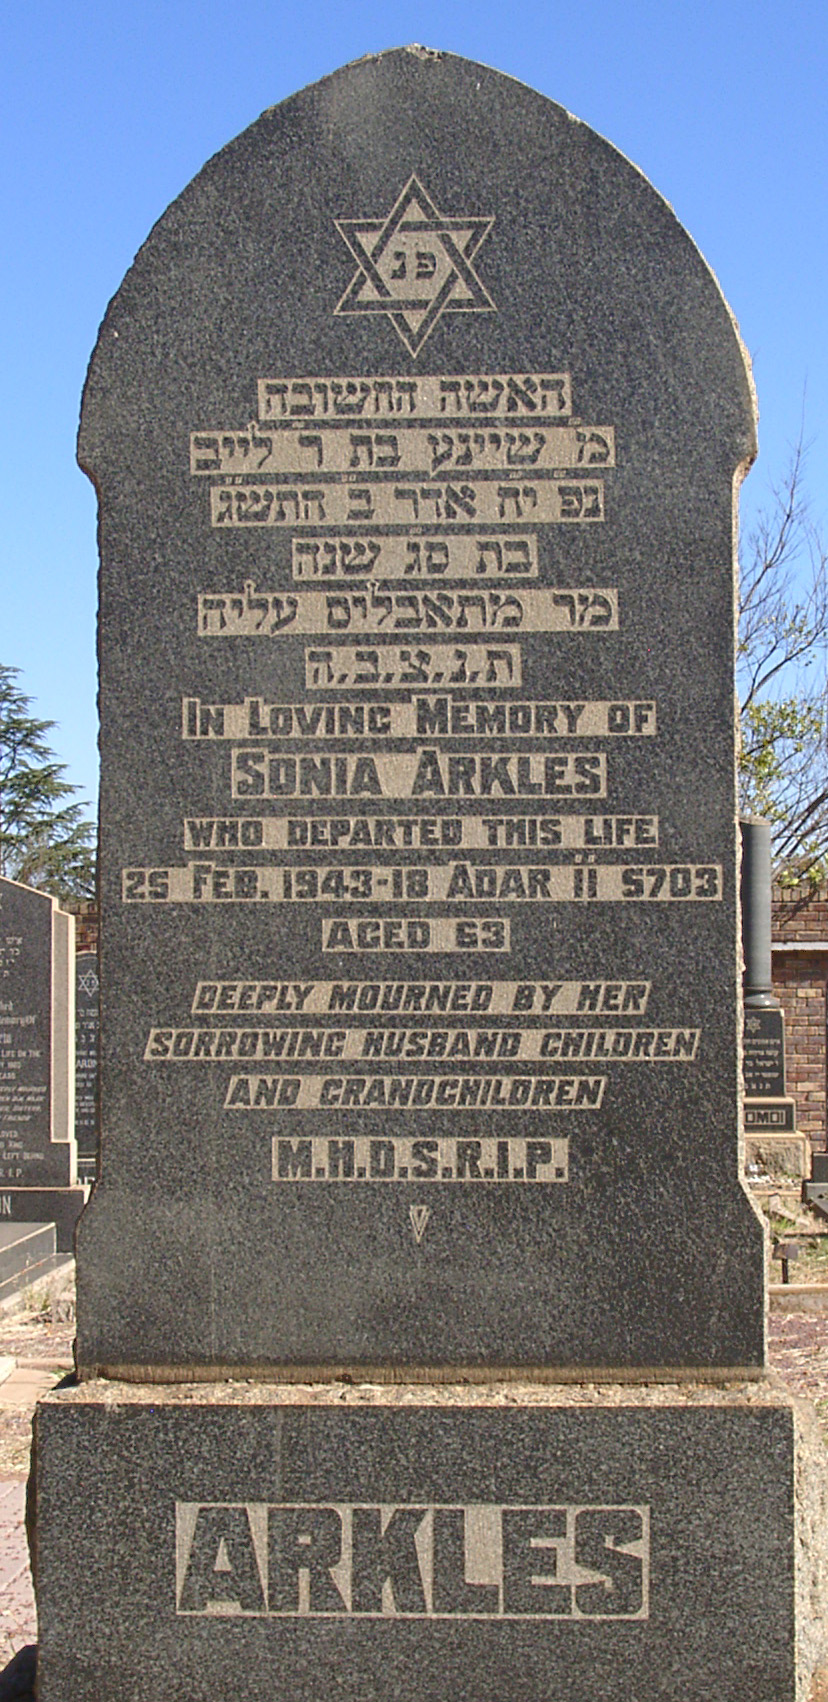 פנ
האשה החשובה
מ׳ שיינע בת ר׳ לייב
נפ׳ יח אדר ב׳ התש״ג
בת סג שנה
מר מתאבלים עליה
ת.נ.צ.ב.ה.
IN LOVING MEMORY OF
SONIA ARKLES
WHO DEPARTED THIS LIFE
25 FEB. 1943-18 ADAR II 5703
AGED 63
DEEPLY MOURNED BY HER
SORROWING HUSBAND CHILDREN
AND GRANDCHILDREN
M.H.D.S.R.I.P.
ARKLES